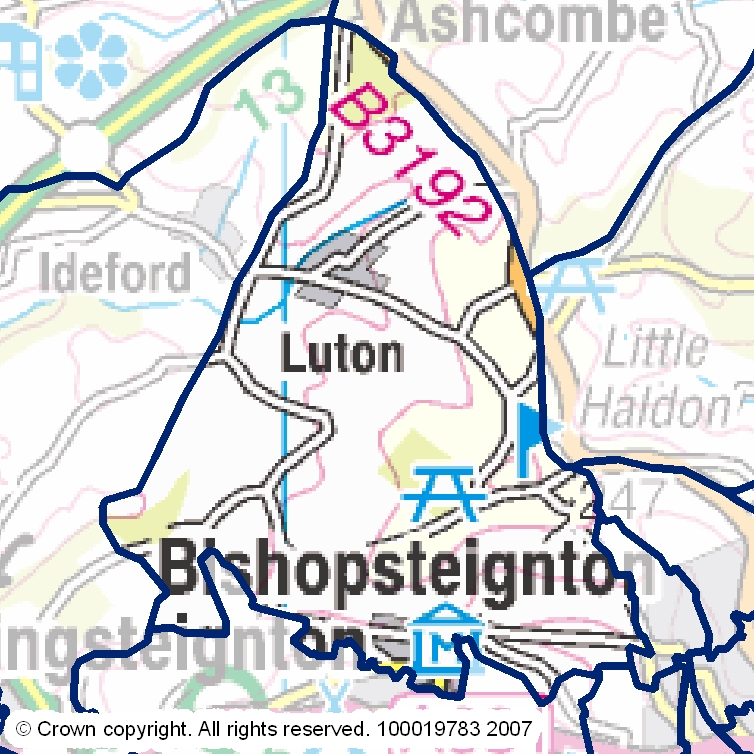 Ashcombe
13
B3192
Ideford
Luton
Little
Haldon
247
Bishopsteignton
ngsteignton
M
© Crown copyright. All rights reserved. 100019783 2007